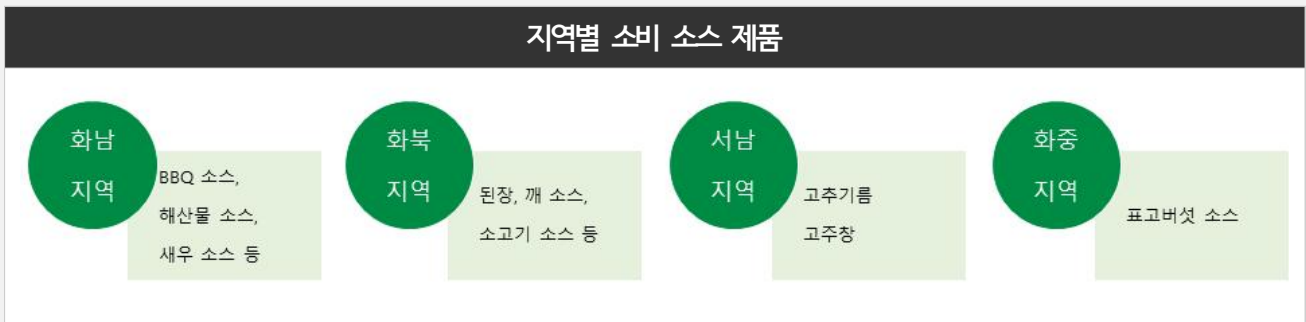 지역별 소비 소스 제품
화남
지역
BBQ 소스,
해산물 소스,
새우 소스 등
화북
지역
된장, 깨 소스,
소고기 소스 등
서남
지역
고추기름
고주창
화중
지역
표고버섯 소스